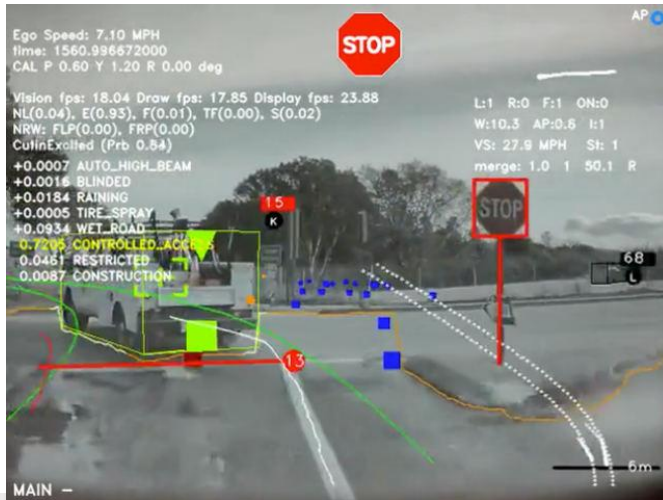 AP
STOP
Ego Speed: 7.10 MPH
time: 1560.996672000
CAL P 0.60 Y 1.20 R 0.00 deg
Vision fps: 18.04 Draw fps: 17.85 Display fps: 23.88
NL(0.04), E(0.93), F(0.01), TF(0.00), S(0.02)
NRW: FLP(0.00), FRP(0.00)
CutinExcited (Prb 0.84)
L:1 R:0 F:1 ON:0
W:10.3 AP:0.6 I:1
VS: 27.9 MPH St: 1
merge: 1.0 1 50.1 R
+0.0007 AUTO_HIGH_BEAM
+0.0016 BLINDED
+0.0184 RAINING
+0.0005 TIRE_SPRAY
+0.0934 WET_ROAD
0.7205 CONTROLLED_ACCESS
0.0461 RESTRICTED
0.0087 CONSTRUCTION
15
K
STOP
68
L
13
6m
MAIN -